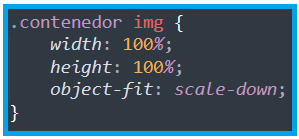 .contenedor img {
    width: 100%;
    height: 100%;
    object-fit: scale-down;
}